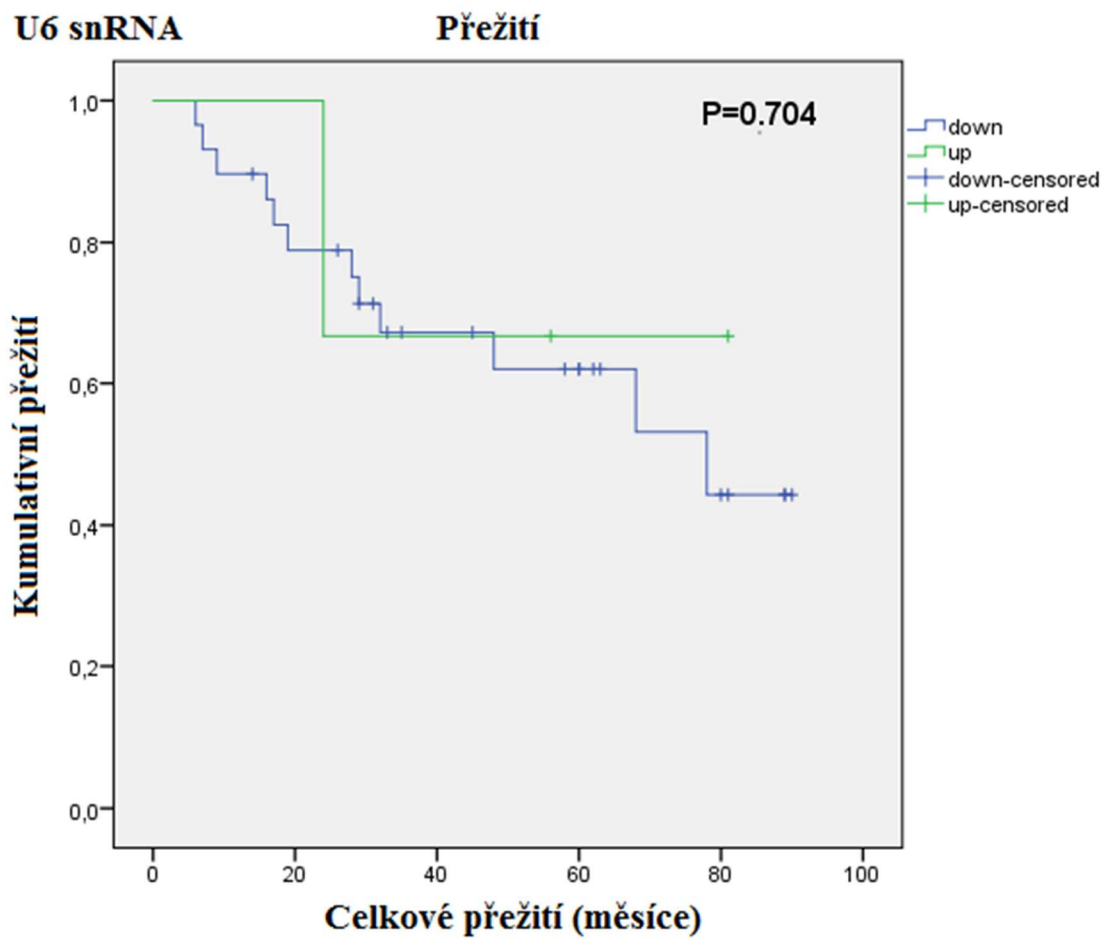 U6 snRNA
Přežití
P=0.704
down
up
down-censored
up-censored
Kumulativní přežití
1,0
0,8
0,6
0,4
0,2
0,0
0 20 40 60 80 100
Celkové přežití (měsíce)